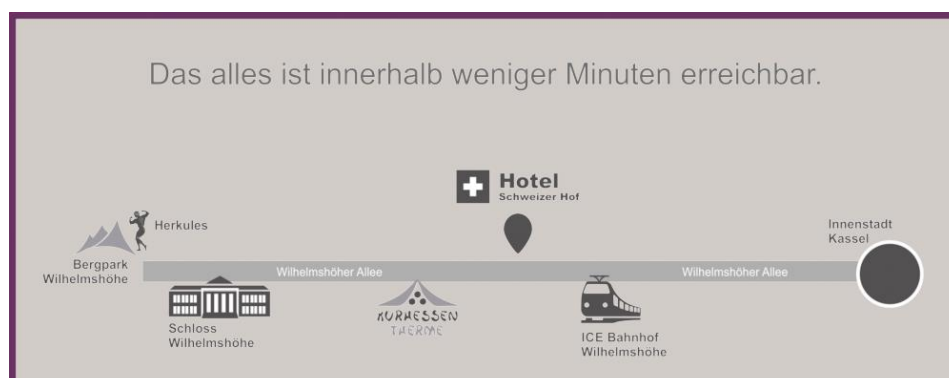 Das alles ist innerhalb weniger Minuten erreichbar.
Hotel
Schweizer Hof
Herkules
Innenstadt
Kassel
Bergpark
Wilhelmshöhe
Wilhelmshöher Allee
Wilhelmshöher Allee
Schloss
Wilhelmshöhe
KURHESSEN
THERME
ICE Bahnhof
Wilhelmshöhe